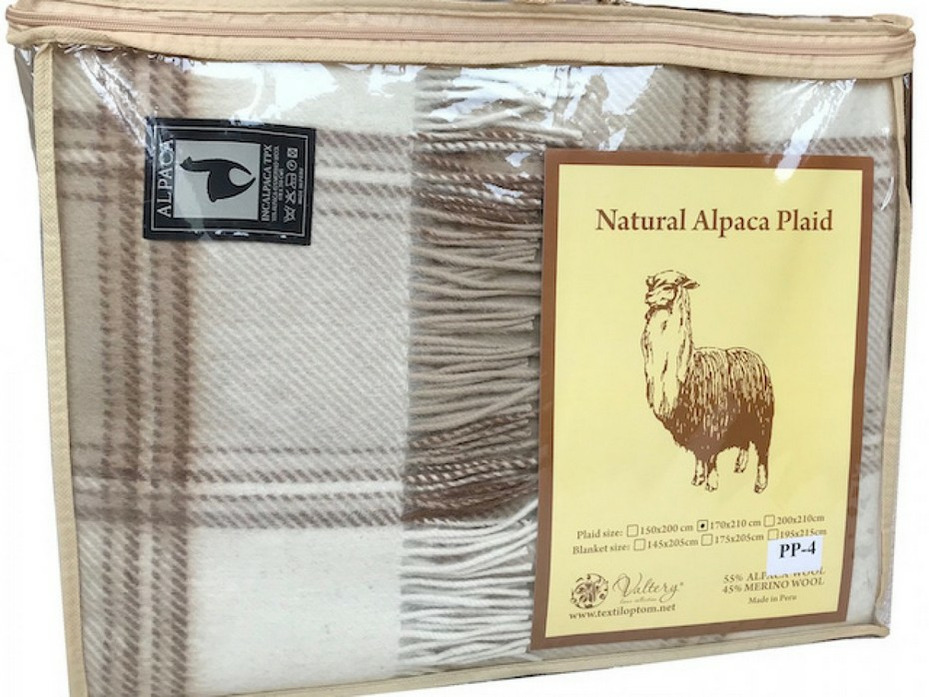 ALPACA
INCALPACA TPX
Natural Alpaca Plaid
Plaid size: 150x200 cm 170x210 cm 200x210cm
Blanket size: 145x205cm 175x205cm 195x215cm
PP-4
55% ALPACA WOOL
45% MERINO WOOL
Made in Peru
Valtery®
www.textiloptom.net